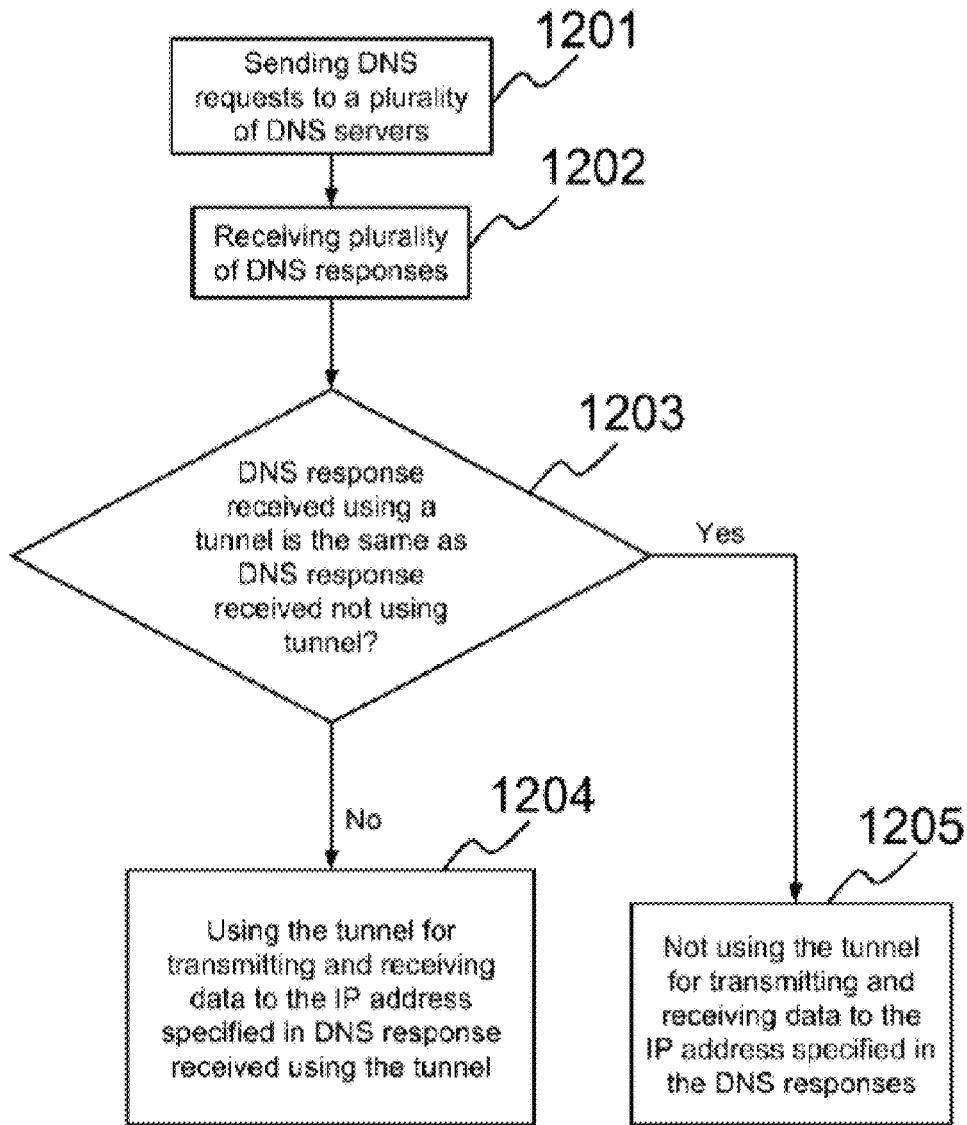 1201
Sending DNS
requests to a plurality
of DNS servers
1202
Receiving plurality
of DNS responses
1203
DNS response
received using a
tunnel is the same as
DNS response
received not using
tunnel?
Yes
No
1204
Using the tunnel for
transmitting and receiving
data to the IP address
specified in DNS response
received using the tunnel
1205
Not using the tunnel
for transmitting and
receiving data to the
IP address specified in
the DNS responses